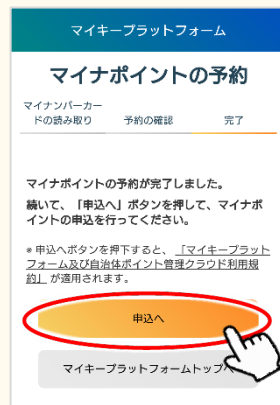 マイキープラットフォーム
マイナポイントの予約
マイナンバーカー
ドの読み取り
予約の確認
完了
マイナポイントの予約が完了しました。
続いて、「申込へ」ボタンを押して、マイナポ
イントの申込を行ってください。
※申込へボタンを押下すると、「マイキープラット
フォーム及び自治体ポイント管理クラウド利用規
約」が適用されます。
申込へ
マイキープラットフォームトップへ